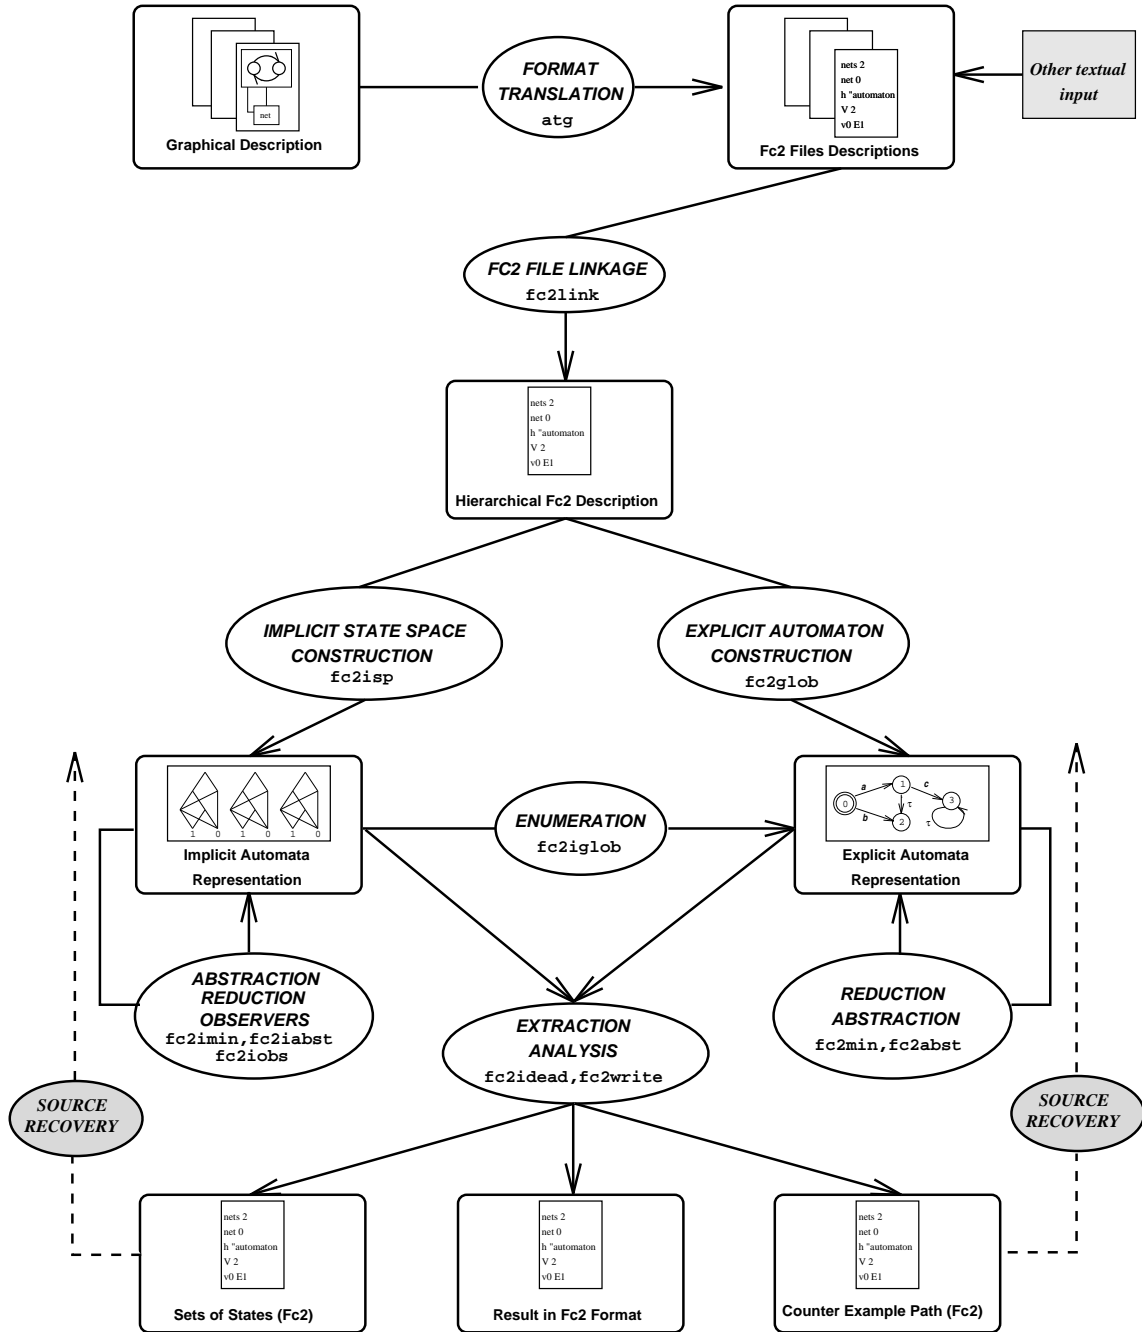 net
Graphical Description
FORMAT
TRANSLATION
atg
nets 2
net 0
h "automaton
V 2
v0 E1
Fc2 Files Descriptions
Other textual
input
FC2 FILE LINKAGE
fc2link
nets 2
net 0
h "automaton
V 2
v0 E1
Hierarchical Fc2 Description
IMPLICIT STATE SPACE
CONSTRUCTION
fc2isp
EXPLICIT AUTOMATON
CONSTRUCTION
fc2glob
1 0 1 0 1 0
Implicit Automata
Representation
ENUMERATION
fc2iglob
0
a
1
c
3
b
2
τ
τ
Explicit Automata
Representation
ABSTRACTION
REDUCTION
OBSERVERS
fc2imin,fc2iabst
fc2iobs
EXTRACTION
ANALYSIS
fc2idead,fc2write
REDUCTION
ABSTRACTION
fc2min,fc2abst
SOURCE
RECOVERY
SOURCE
RECOVERY
nets 2
net 0
h "automaton
V 2
v0 E1
Sets of States (Fc2)
nets 2
net 0
h "automaton
V 2
v0 E1
Result in Fc2 Format
nets 2
net 0
h "automaton
V 2
v0 E1
Counter Example Path (Fc2)